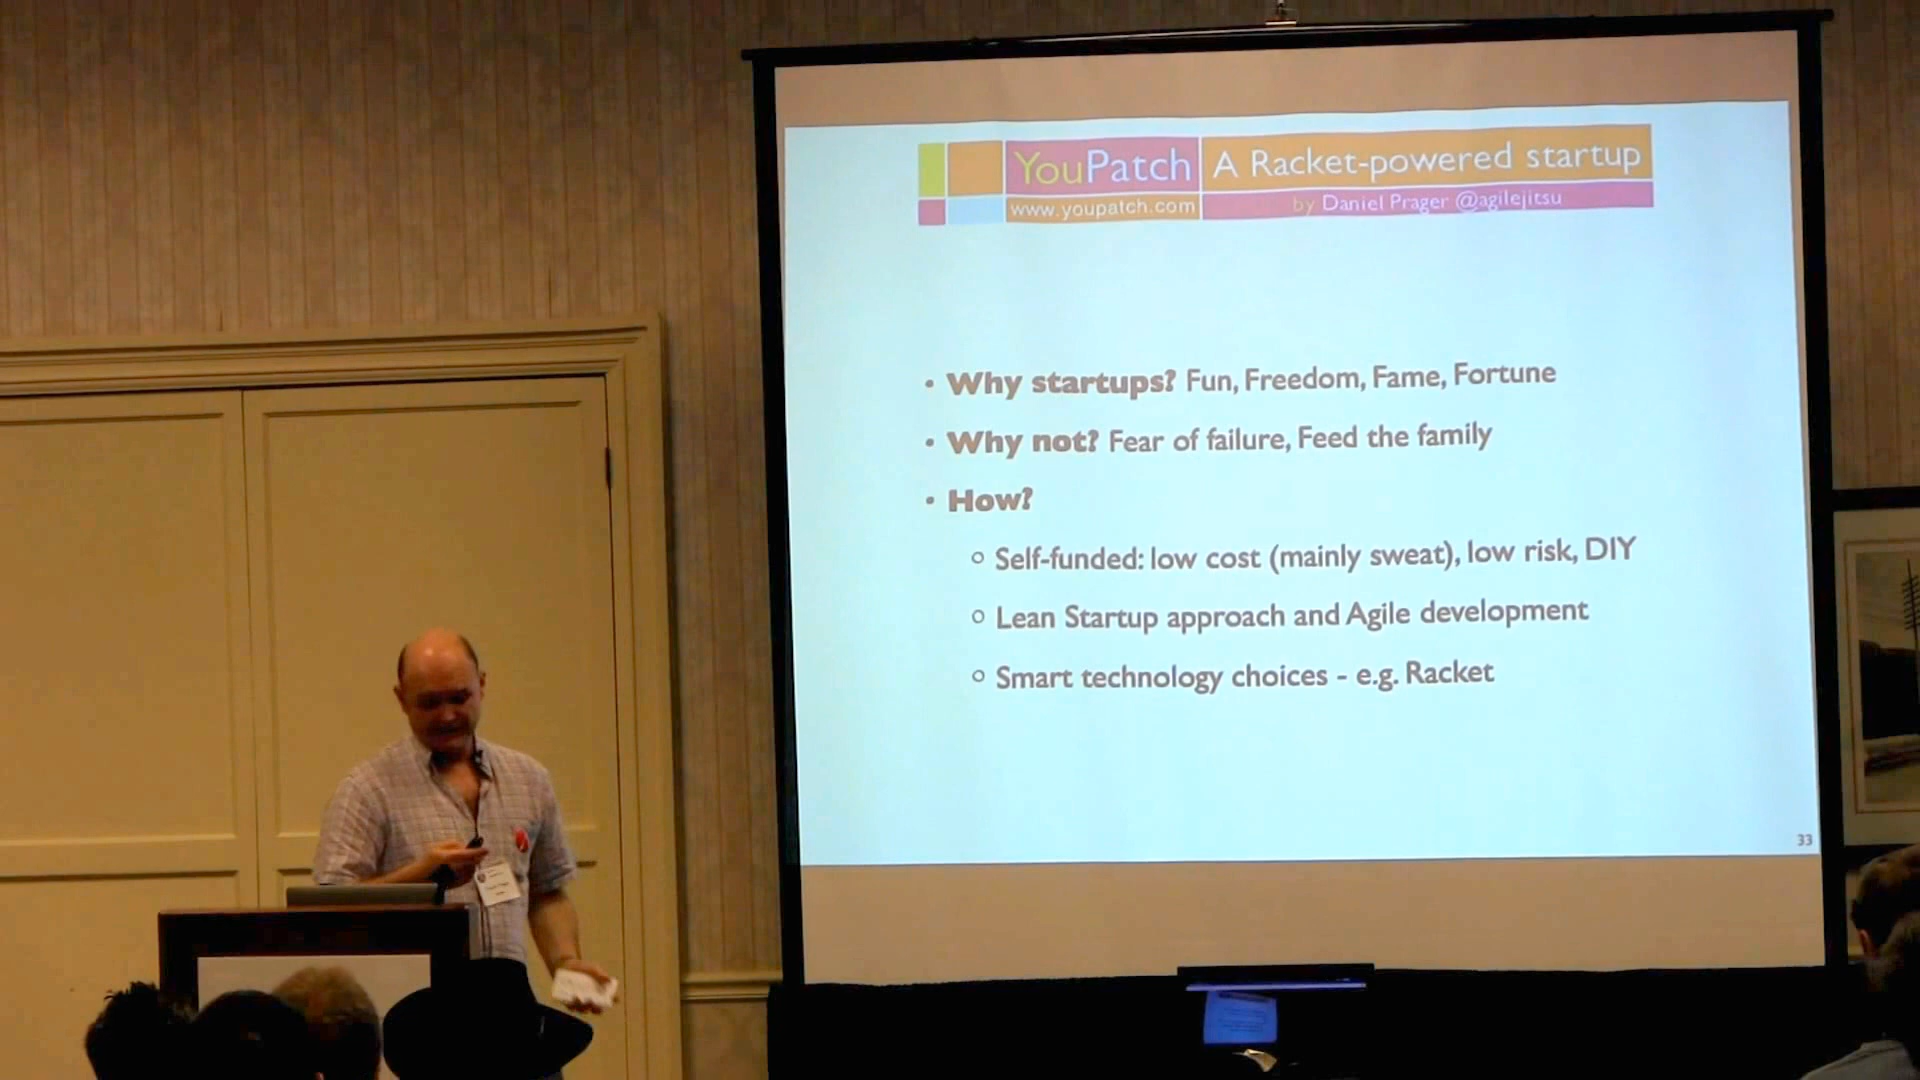 YouPatch
A Racket-powered startup
www.youpatch.com
by Daniel Prager @agilejitsu
• Why startups? Fun, Freedom, Fame, Fortune
• Why not? Fear of failure, Feed the family
• How?
○ Self-funded: low cost (mainly sweat), low risk, DIY
○ Lean Startup approach and Agile development
○ Smart technology choices - e.g. Racket
33